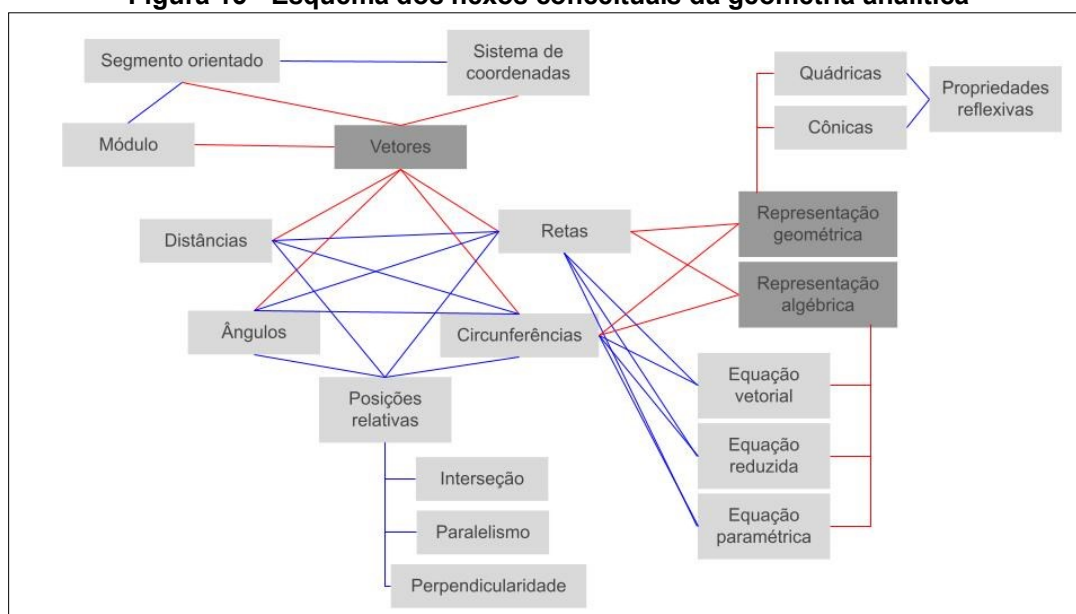 Figura 10 - Esquema dos nexos conceituais da geometria analítica
Segmento orientado
Sistema de
coordenadas
Módulo
Vetores
Quádricas
Cônicas
Propriedades
reflexivas
Distâncias
Retas
Representação
geométrica
Representação
algébrica
Ângulos
Circunferências
Posições
relativas
Equação
vetorial
Equação
reduzida
Equação
paramétrica
Interseção
Paralelismo
Perpendicularidade